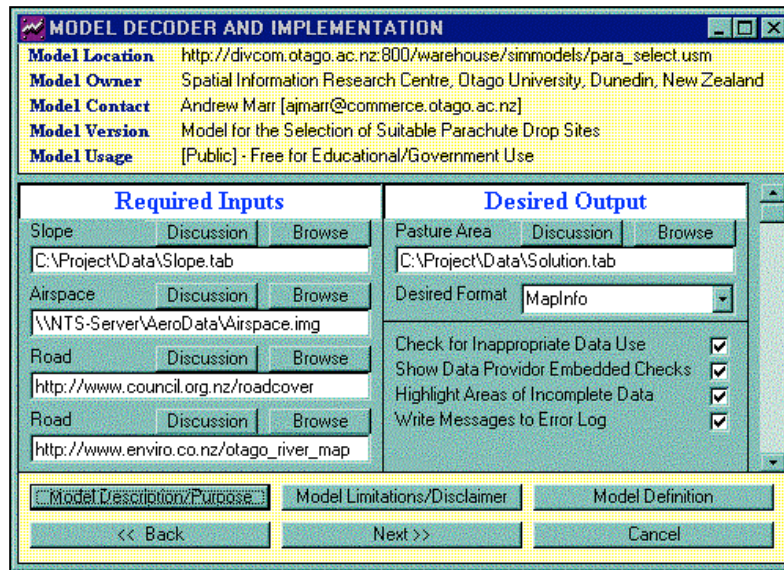 MODEL DECODER AND IMPLEMENTATION
Model Location http://divcom.otago.ac.nz:800/warehouse/simmodels/para_select.usm
Model Owner Spatial Information Research Centre, Otago University, Dunedin, New Zealand
Model Contact Andrew Marr [ajmarr@commerce.otago.ac.nz]
Model Version Model for the Selection of Suitable Parachute Drop Sites
Model Usage [Public] - Free for Educational/Government Use
Required Inputs
Slope Discussion Browse
C:\Project\Data\Slope.tab
Airspace Discussion Browse
\\NTS-Server\AeroData\Airspace.img
Road Discussion Browse
http://www.council.org.nz/roadcover
Road Discussion Browse
http://www.enviro.co.nz/otago_river_map
Desired Output
Pasture Area Discussion Browse
C:\Project\Data\Solution.tab
Desired Format MapInfo
Check for Inappropriate Data Use
Show Data Providor Embedded Checks
Highlight Areas of Incomplete Data
Write Messages to Error Log
Model Description/Purpose Model Limitations/Disclaimer Model Definition
<< Back Next >> Cancel